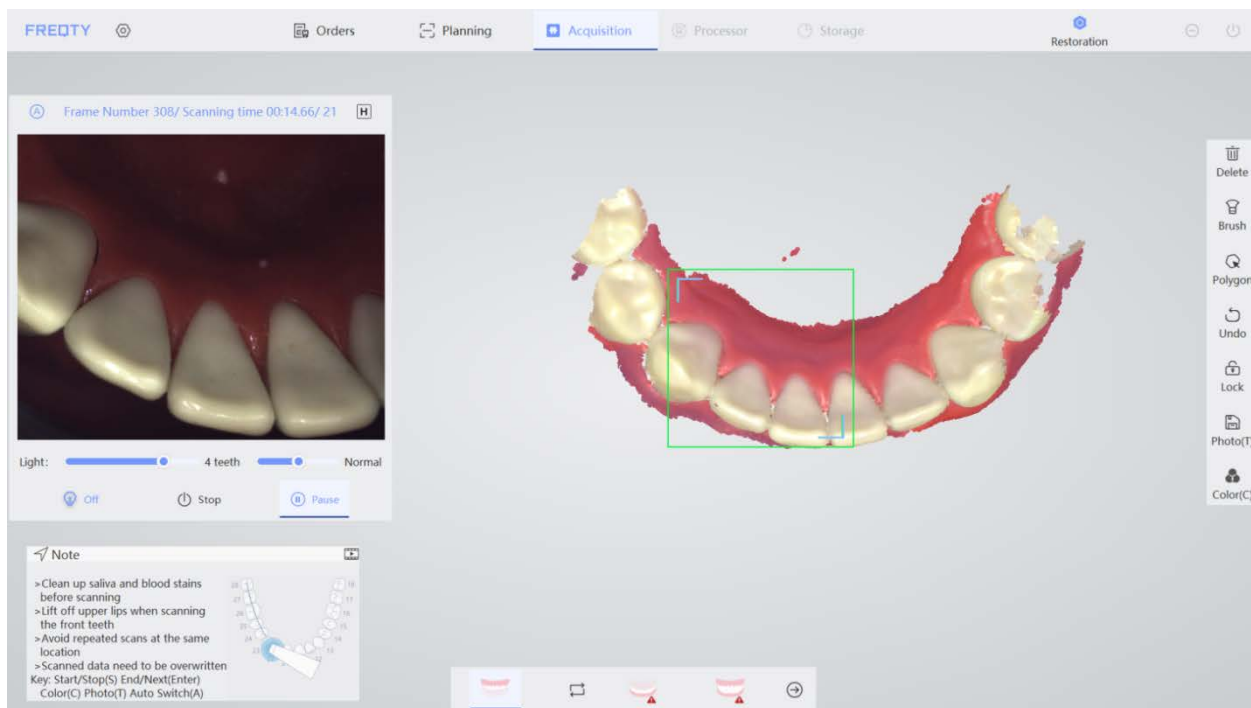 FREQTY
Orders
Planning
Acquisition
Processor
Storage
Restoration
A
Frame Number 308/ Scanning time 00:14.66/ 21
H
Light:
4 teeth
Normal
Off
Stop
Pause
Note
>Clean up saliva and blood stains
before scanning
>Lift off upper lips when scanning
the front teeth
>Avoid repeated scans at the same
location
>Scanned data need to be overwritten
Key: Start/Stop(S) End/Next(Enter)
Color(C) Photo(T) Auto Switch(A)
Delete
Brush
Polygon
Undo
Lock
Photo(T)
Color(C)